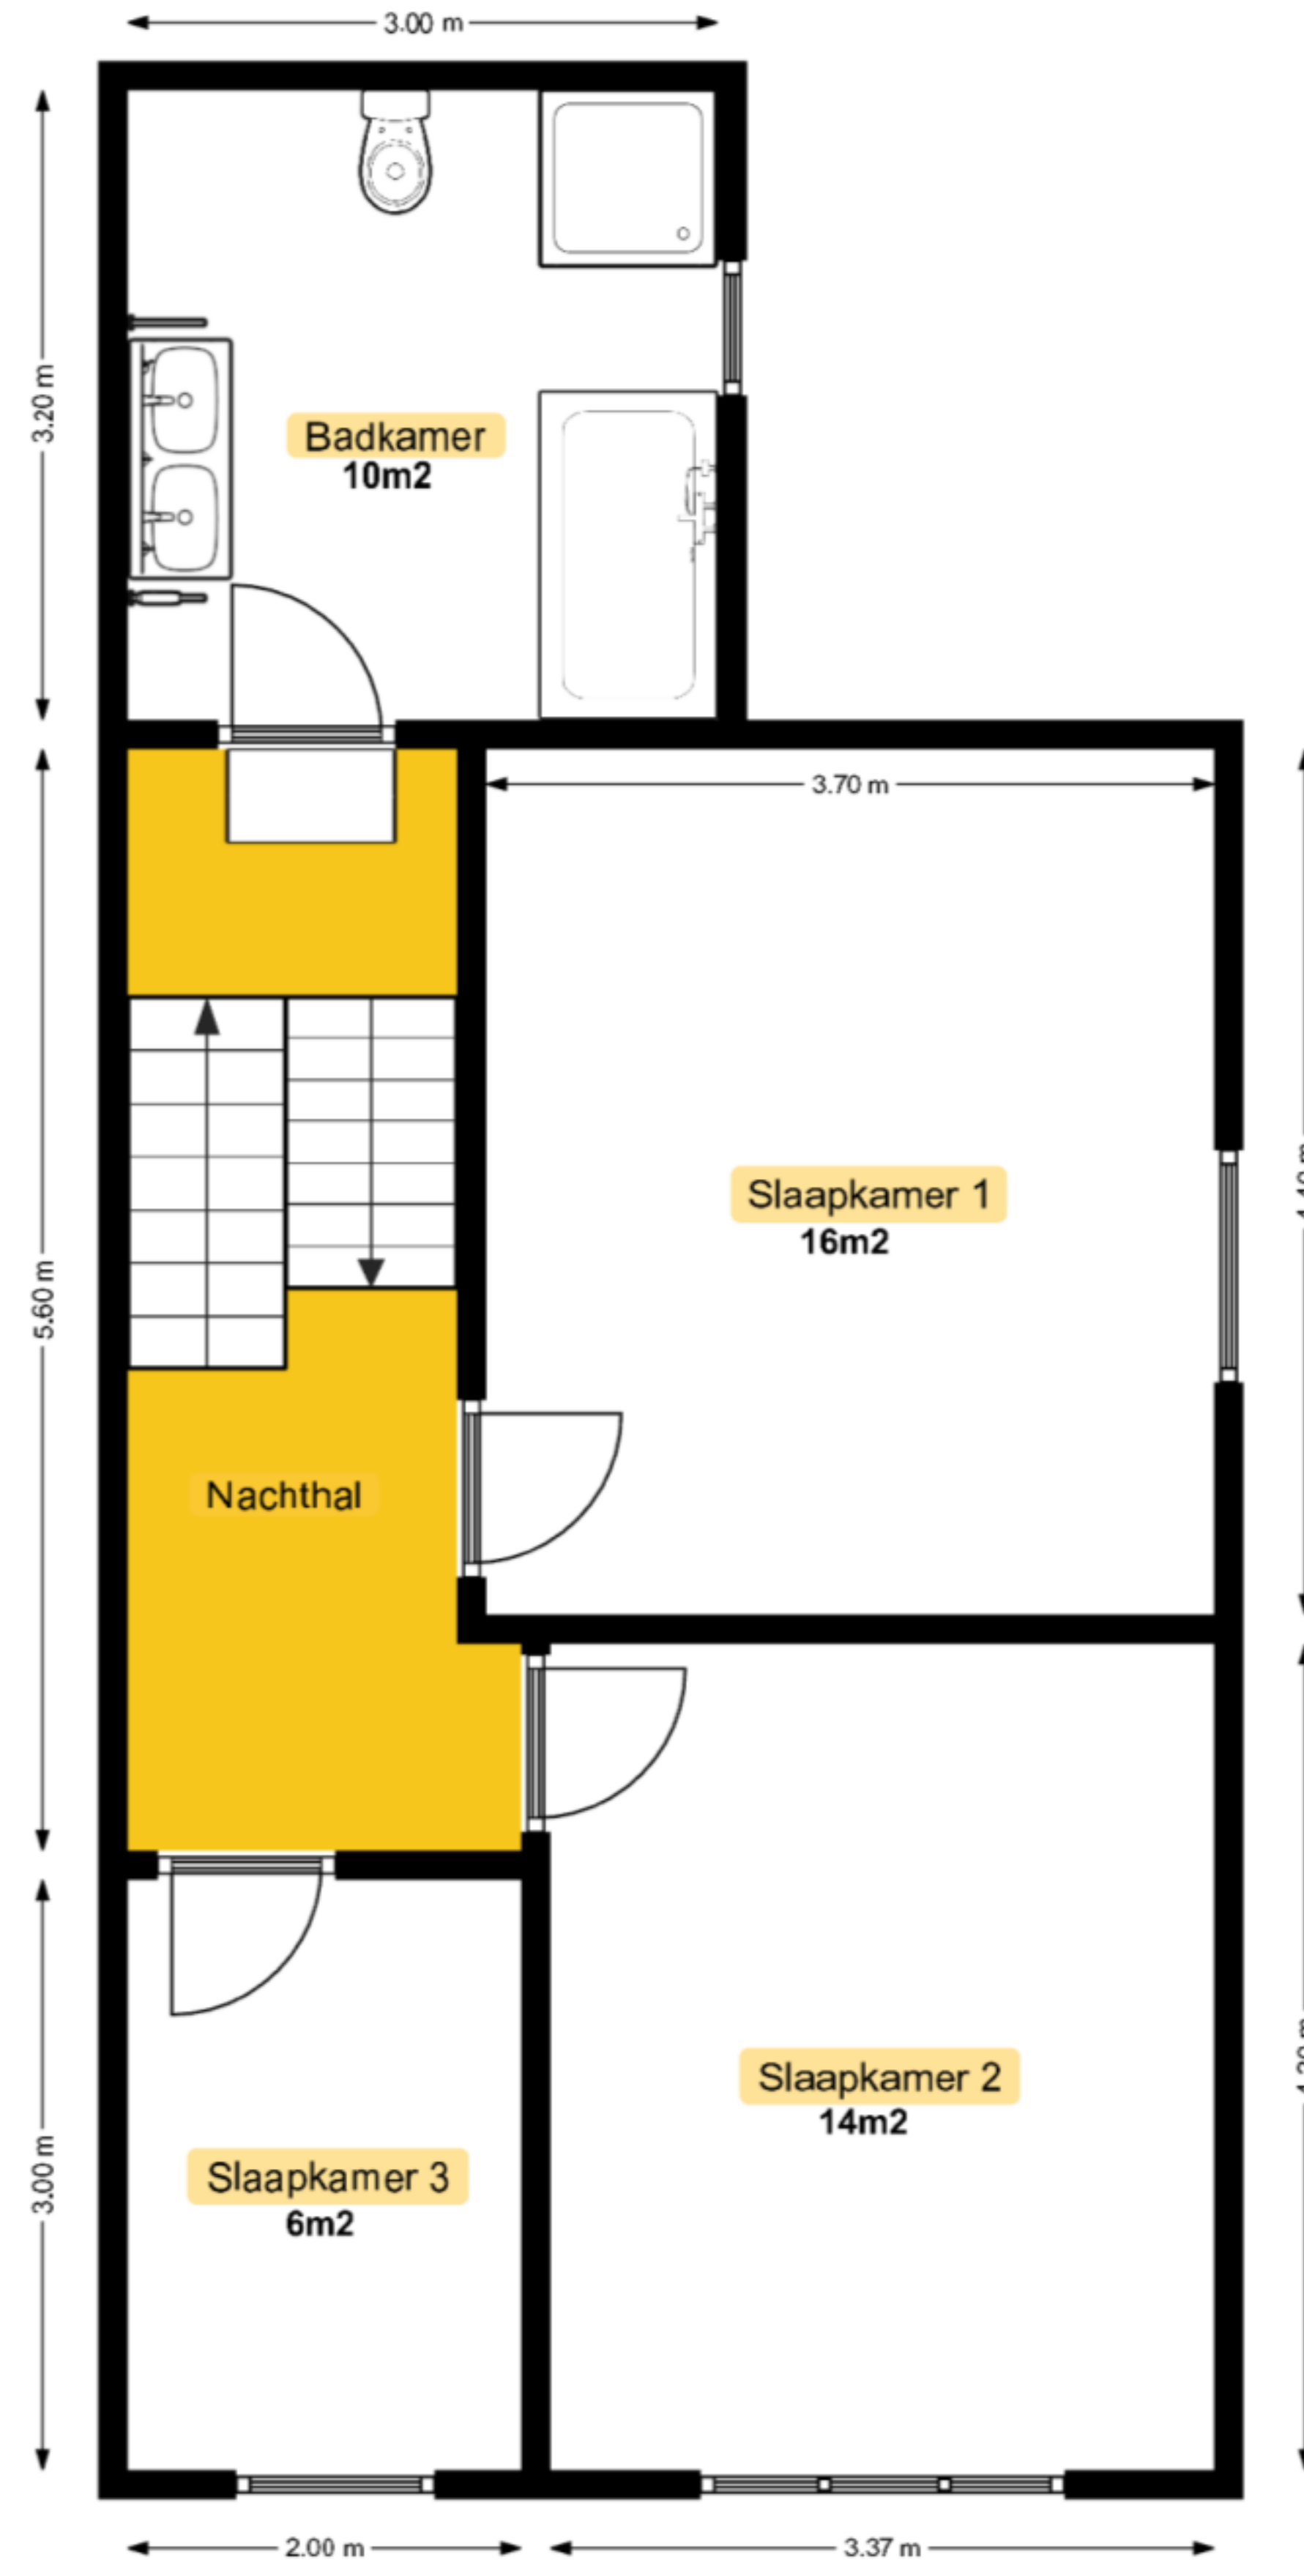 3.00 m
3.20 m
Badkamer
10m2
3.70 m
Slaapkamer 1
16m2
5.60 m
Nachthal
Slaapkamer 2
14m2
3.00 m
Slaapkamer 3
6m2
2.00 m
3.37 m